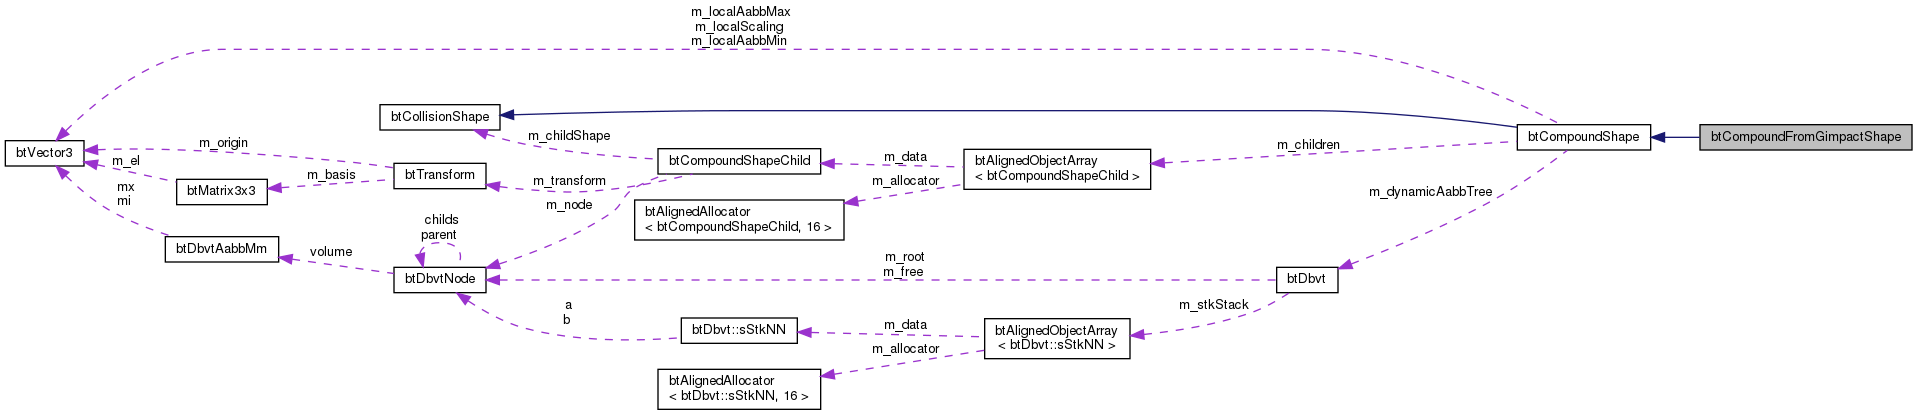 m_localAabbMax
m_localScaling
m_localAabbMin
btCollisionShape
btCompoundShape
btCompoundFromGimpactShape
m_childShape
m_origin
m_children
btVector3
m_el
btCompoundShapeChild
m_data
btAlignedObjectArray
< btCompoundShapeChild >
btTransform
m_basis
m_transform
m_allocator
btMatrix3x3
mx
mi
m_node
m_dynamicAabbTree
btAlignedAllocator
< btCompoundShapeChild, 16 >
childs
parent
btDbvtAabbMm
volume
m_root
m_free
btDbvtNode
btDbvt
a
b
m_stkStack
btDbvt::sStkNN
m_data
btAlignedObjectArray
< btDbvt::sStkNN >
m_allocator
btAlignedAllocator
< btDbvt::sStkNN, 16 >